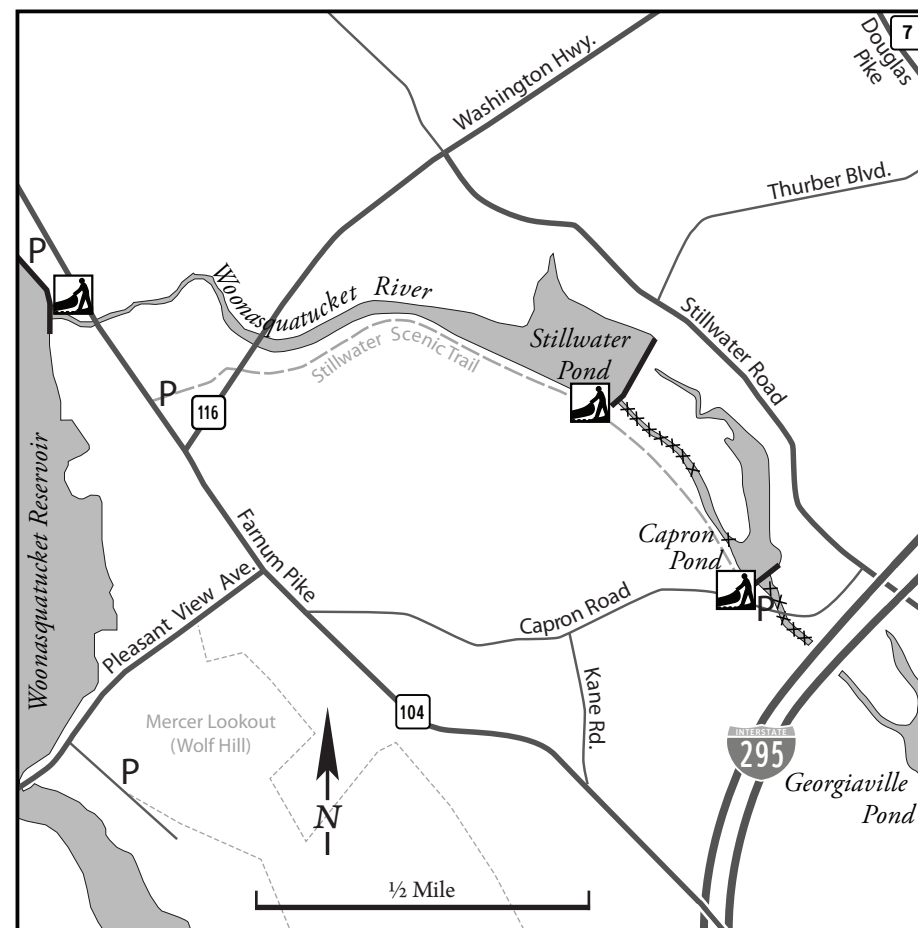 7
Douglas
Pike
Washington Hwy.
Thurber Blvd.
P
Woonasquatucket River
Stillwater Road
Stillwater
Pond
Stillwater Scenic Trail
P
116
Woonasquatucket Reservoir
Farnum Pike
Capron
Pond
Pleasant View Ave.
P
Capron Road
Kane Rd.
104
Mercer Lookout
(Wolf Hill)
INTERSTATE
295
P
Georgiaville
Pond
N
½ Mile